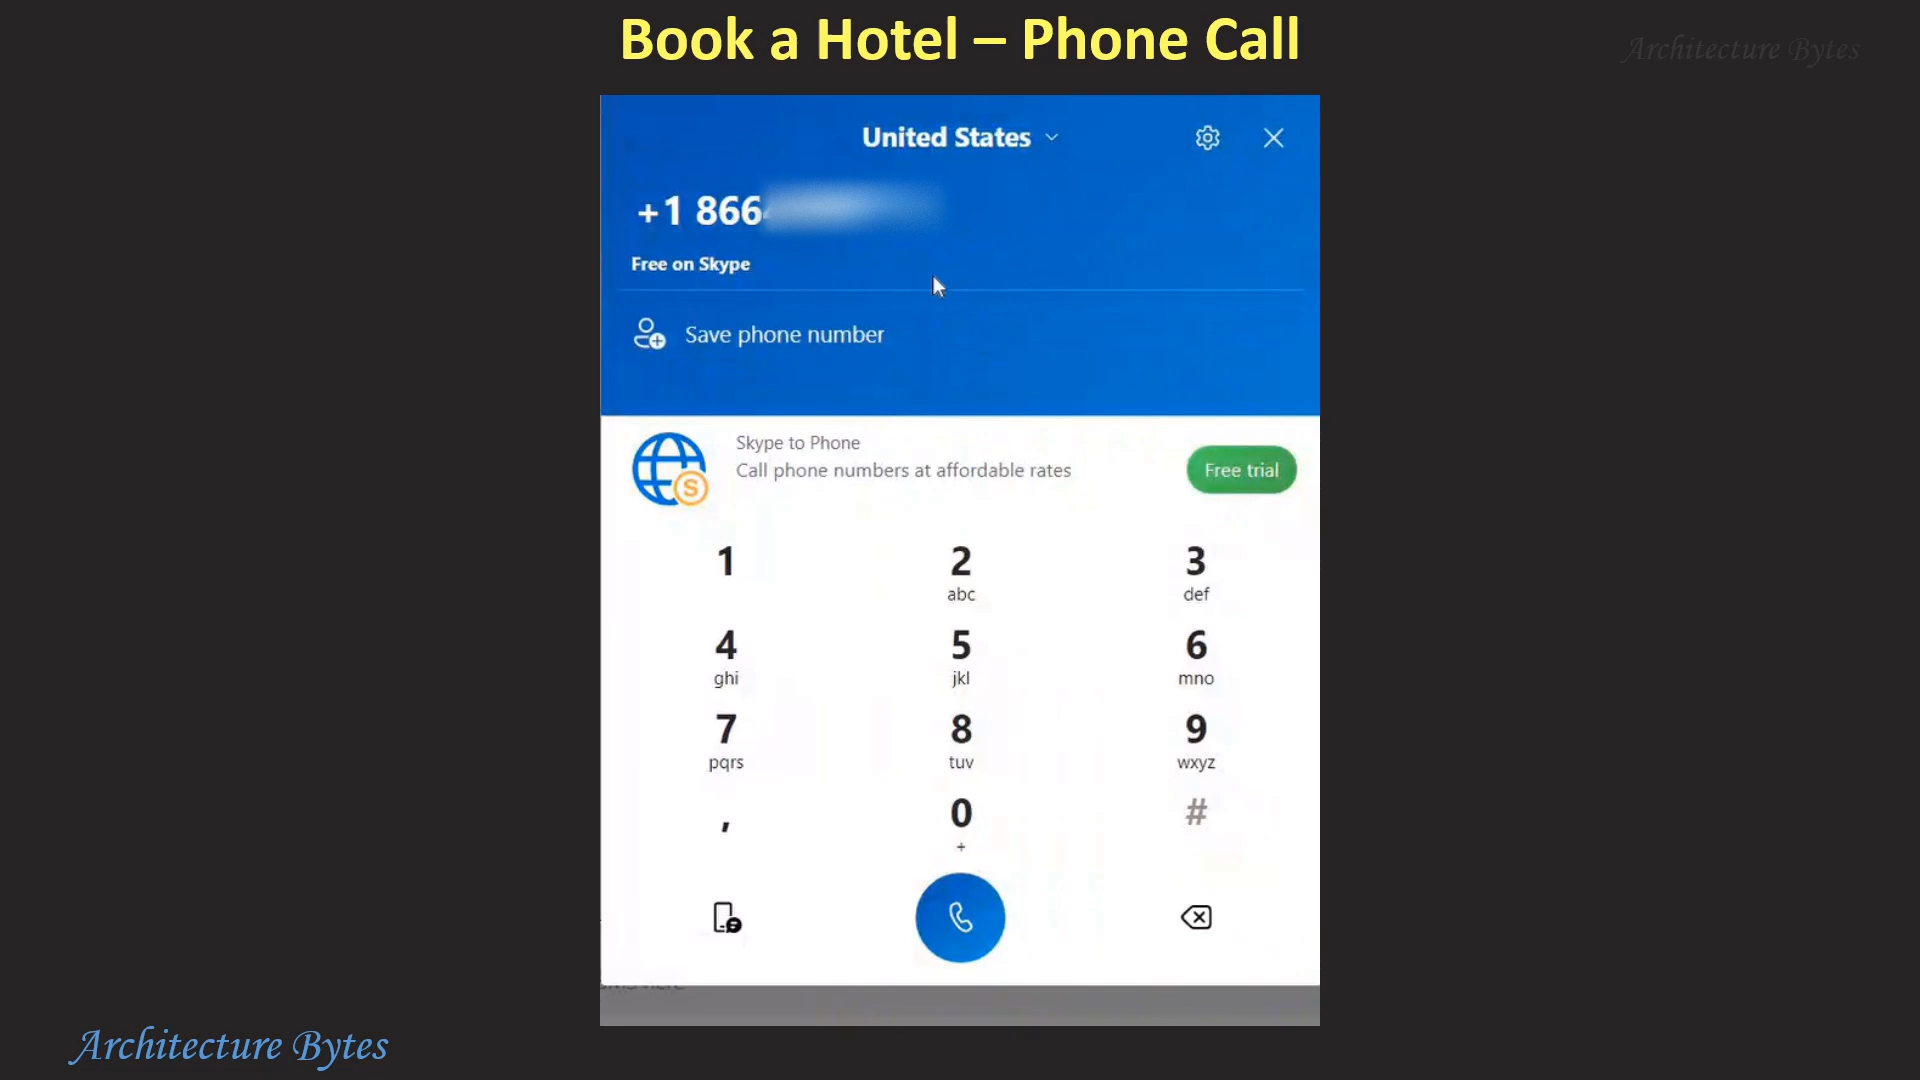 Book a Hotel – Phone Call
Architecture Bytes
United States
+1 866
Free on Skype
Save phone number
Skype to Phone
Call phone numbers at affordable rates
Free trial
S
1 2 3
abc def
4 5 6
ghi jkl mno
7 8 9
pqrs tuv wxyz
, 0 #
+
Architecture Bytes